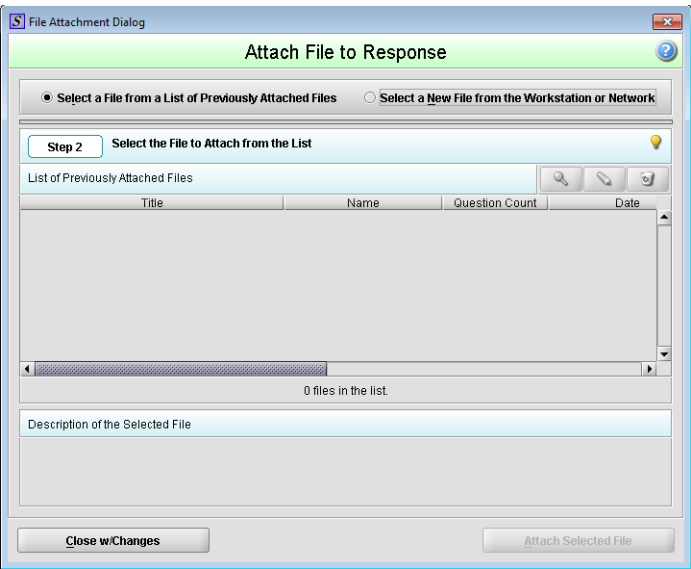 S File Attachment Dialog
Attach File to Response ?
Select a File from a List of Previously Attached Files Select a New File from the Workstation or Network
Step 2 Select the File to Attach from the List
List of Previously Attached Files
Title Name Question Count Date
0 files in the list.
Description of the Selected File
Close w/Changes Attach Selected File